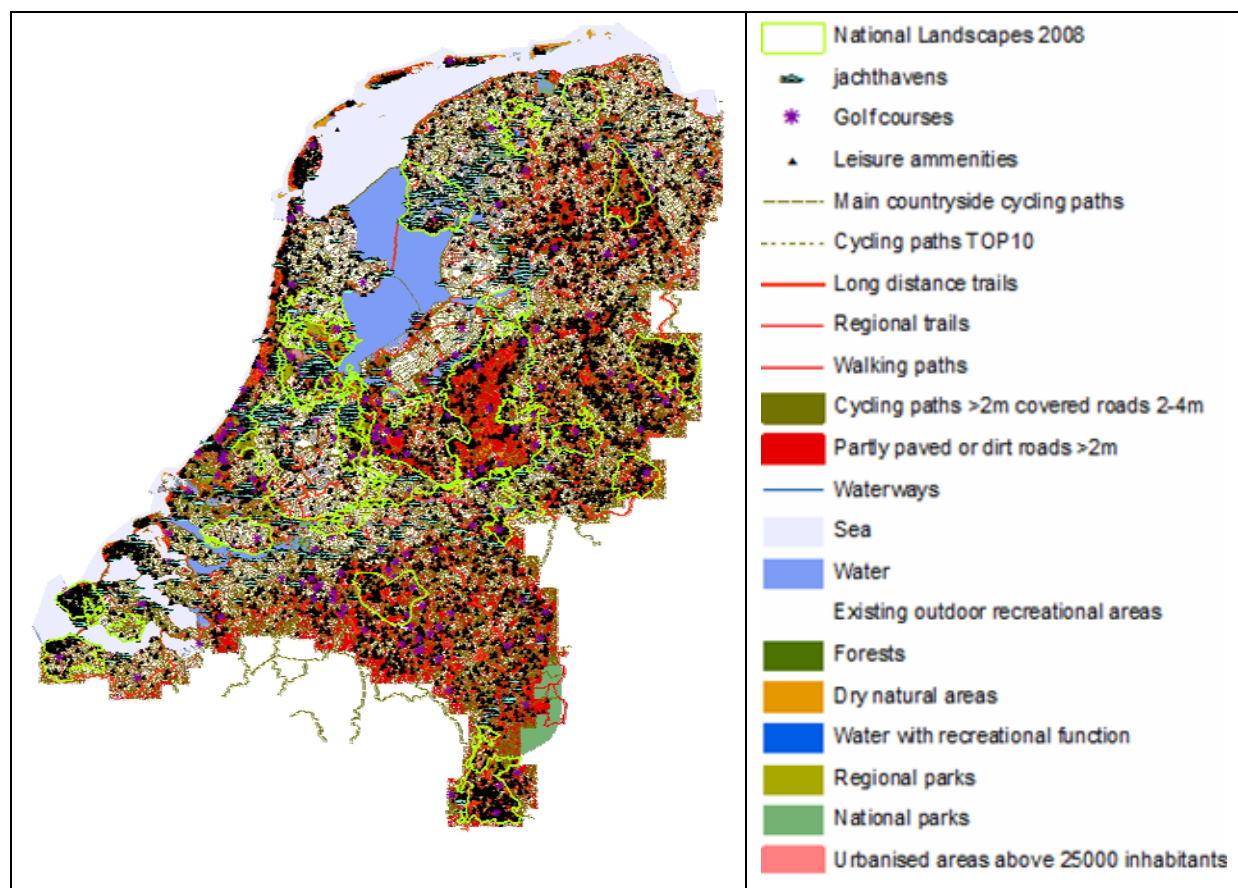 National Landscapes 2008
jachthavens
Golf courses
Leisure ammenities
Main countryside cycling paths
Cycling paths TOP10
Long distance trails
Regional trails
Walking paths
Cycling paths >2m covered roads 2-4m
Partly paved or dirt roads >2m
Waterways
Sea
Water
Existing outdoor recreational areas
Forests
Dry natural areas
Water with recreational function
Regional parks
National parks
Urbanised areas above 25000 inhabitants